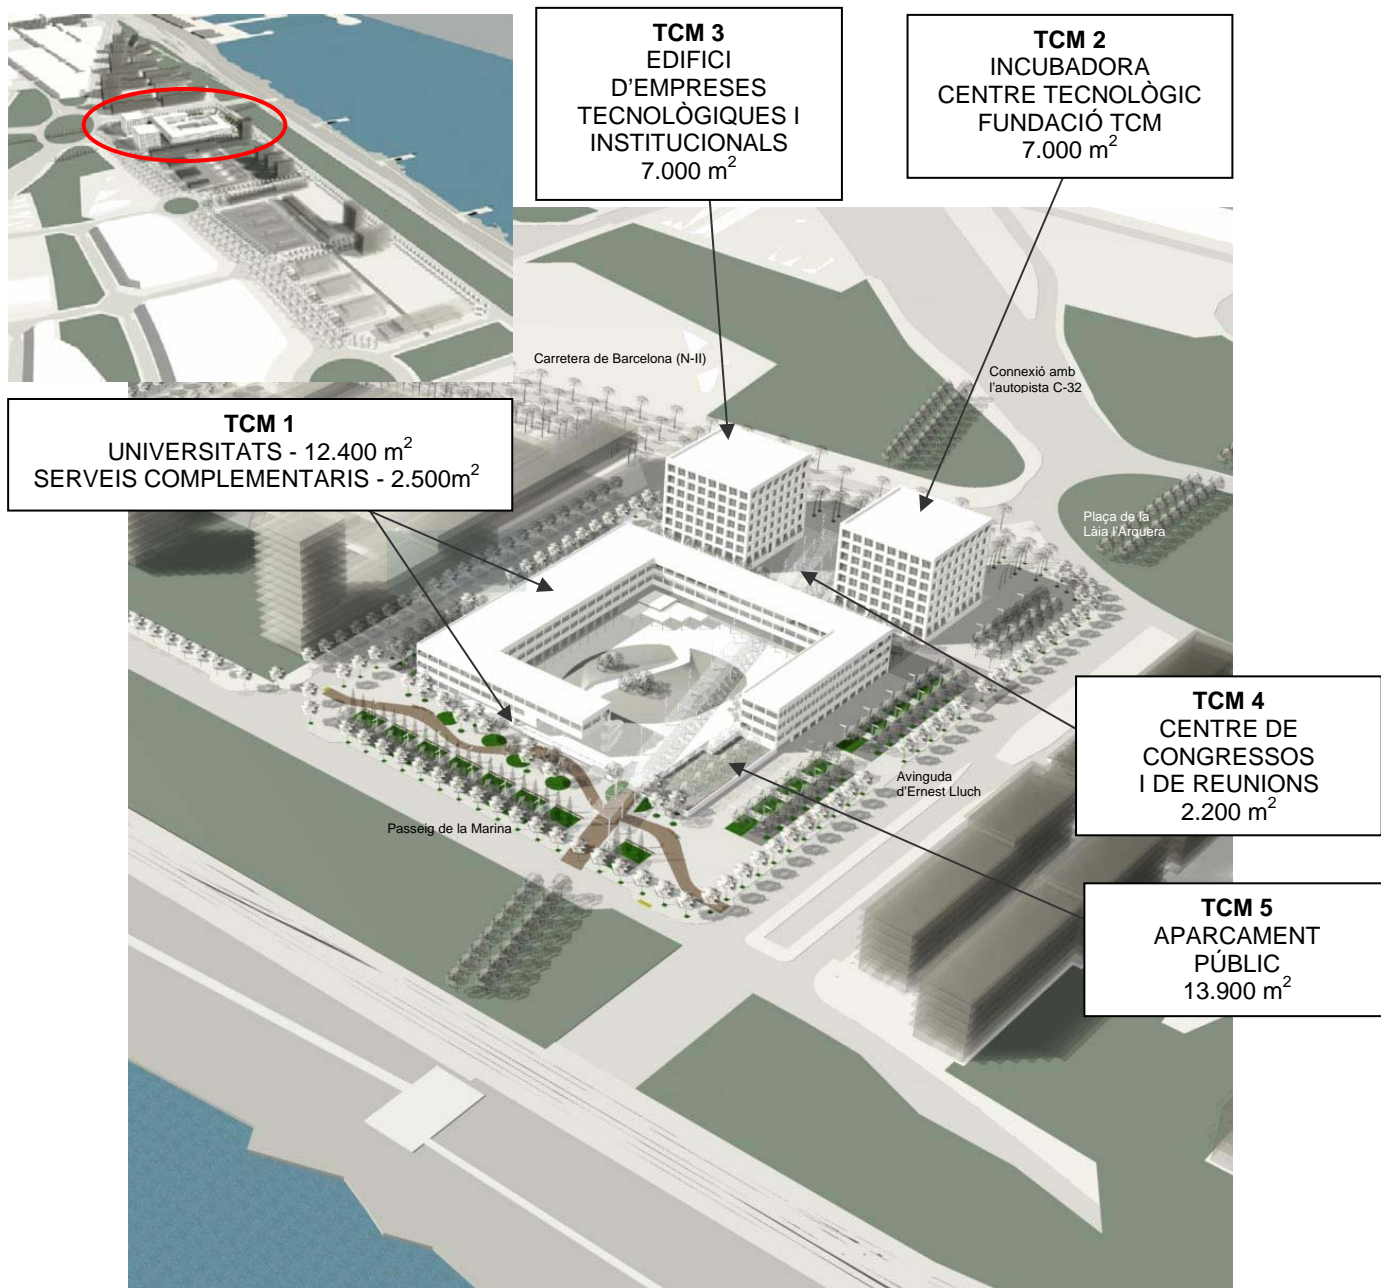 TCM 3
EDIFICI
D'EMPRESES
TECNOLÒGIQUES I
INSTITUCIONALS
7.000 m²
TCM 2
INCUBADORA
CENTRE TECNOLÒGIC
FUNDACIÓ TCM
7.000 m²
Carretera de Barcelona (N-II)
Connexió amb
l'autopista C-32
TCM 1
UNIVERSITATS - 12.400 m²
SERVEIS COMPLEMENTARIS - 2.500m²
Plaça de la
Làia l'Arquera
TCM 4
CENTRE DE
CONGRESSOS
I DE REUNIONS
2.200 m²
Avinguda
d'Ernest Lluch
Passeig de la Marina
TCM 5
APARCAMENT
PÚBLIC
13.900 m²